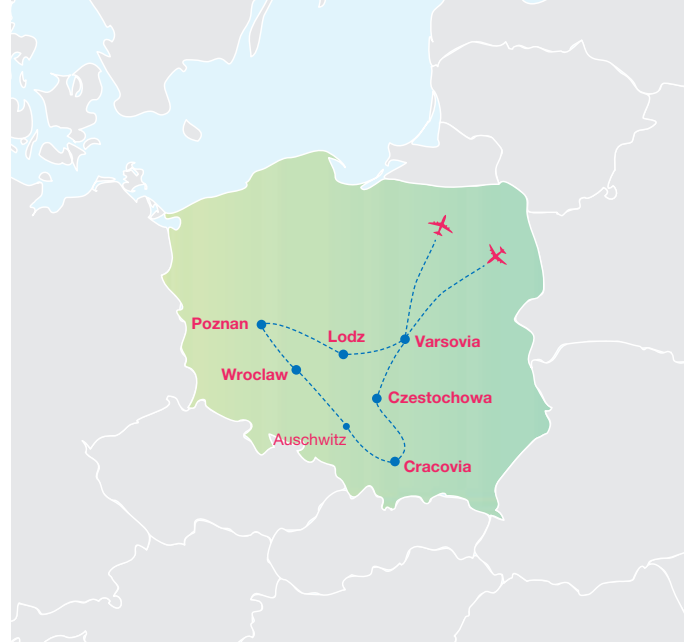 Poznan
Lodz
Varsovia
Wroclaw
Czestochowa
Auschwitz
Cracovia